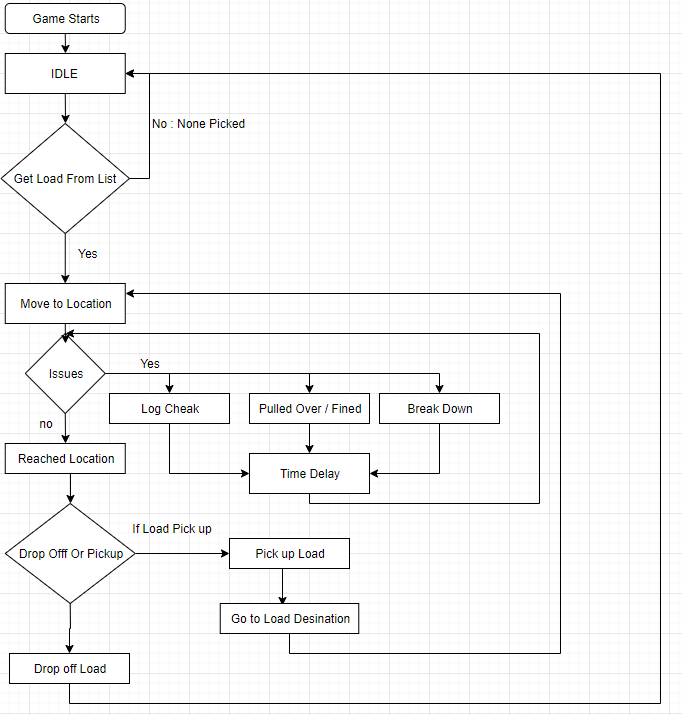 Game Starts
IDLE
No : None Picked
Get Load From List
Yes
Move to Location
Yes
Issues
Log Cheak
Pulled Over / Fined
Break Down
no
Reached Location
Time Delay
If Load Pick up
Drop Offf Or Pickup
Pick up Load
Go to Load Desination
Drop off Load